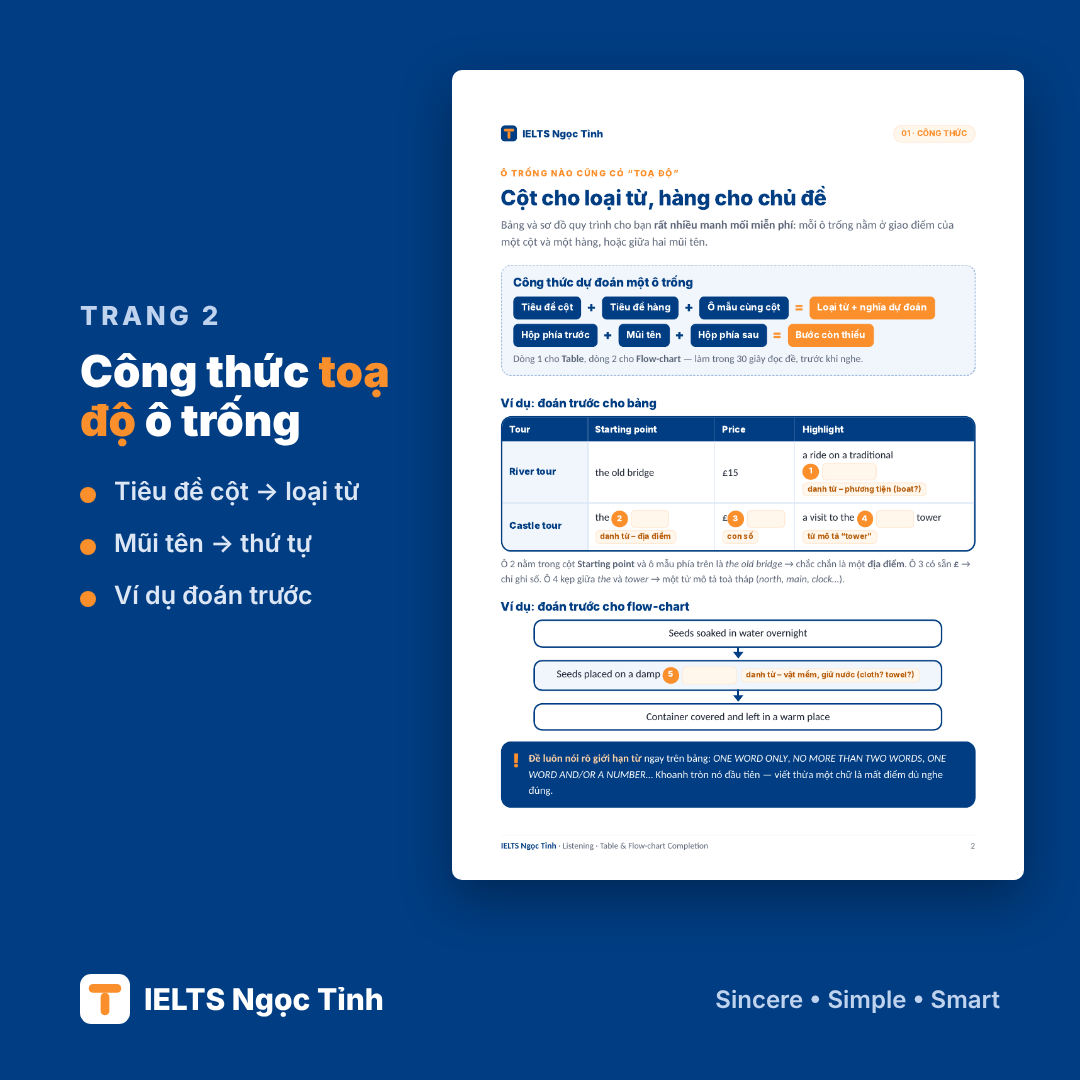 TRANG 2
Công thức toạ
độ ô trống
Tiêu đề cột → loại từ
Mũi tên → thứ tự
Ví dụ đoán trước
IELTS Ngọc Tỉnh
01 · CÔNG THỨC
Ô TRỐNG NÀO CŨNG CÓ “TOẠ ĐỘ”
Cột cho loại từ, hàng cho chủ đề
Bảng và sơ đồ quy trình cho bạn rất nhiều manh mối miễn phí: mỗi ô trống nằm ở giao điểm của
một cột và một hàng, hoặc giữa hai mũi tên.
Công thức dự đoán một ô trống
Tiêu đề cột + Tiêu đề hàng + Ô mẫu cùng cột = Loại từ + nghĩa dự đoán
Hộp phía trước + Mũi tên + Hộp phía sau = Bước còn thiếu
Dòng 1 cho Table, dòng 2 cho Flow-chart — làm trong 30 giây đọc đề, trước khi nghe.
Ví dụ: đoán trước cho bảng
Tour Starting point Price Highlight
River tour the old bridge £15 a ride on a traditional
1
danh từ – phương tiện (boat?)
Castle tour the 2 £ 3 a visit to the 4 tower
danh từ – địa điểm con số từ mô tả “tower”
Ô 2 nằm trong cột Starting point và ô mẫu phía trên là the old bridge → chắc chắn là một địa điểm. Ô 3 có sẵn £ →
chỉ ghi số. Ô 4 kẹp giữa the và tower → một từ mô tả toà tháp (north, main, clock…).
Ví dụ: đoán trước cho flow-chart
Seeds soaked in water overnight
Seeds placed on a damp 5 danh từ – vật mềm, giữ nước (cloth? towel?)
Container covered and left in a warm place
! Đề luôn nói rõ giới hạn từ ngay trên bảng: ONE WORD ONLY, NO MORE THAN TWO WORDS, ONE
WORD AND/OR A NUMBER… Khoanh tròn nó đầu tiên — viết thừa một chữ là mất điểm dù nghe
đúng.
IELTS Ngọc Tỉnh · Listening · Table & Flow-chart Completion 2
IELTS Ngọc Tỉnh
Sincere • Simple • Smart